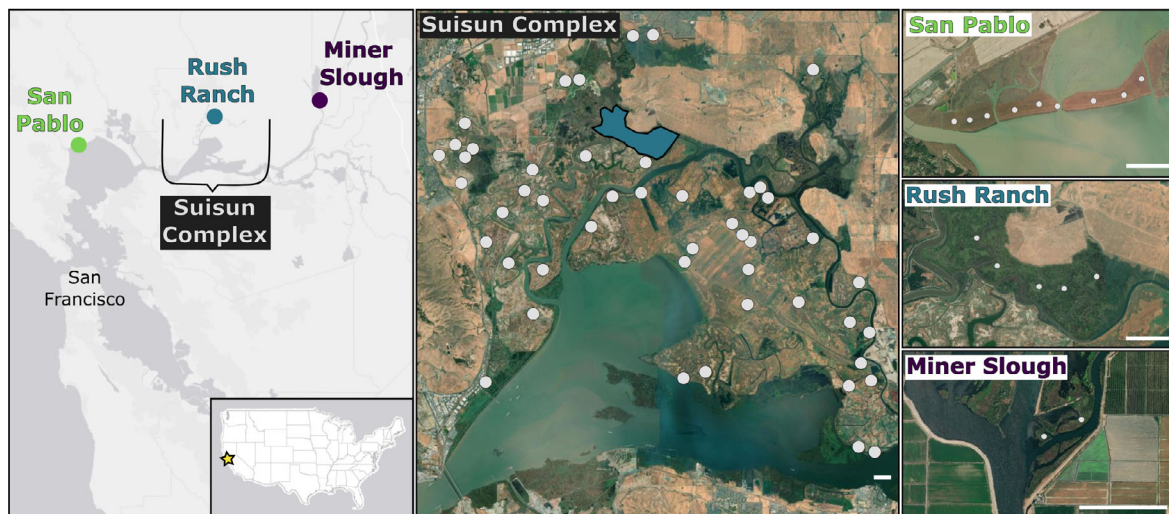 San
Pablo
Rush
Ranch
Miner
Slough
Suisun
Complex
San
Francisco
Suisun Complex
San Pablo
Rush Ranch
Miner Slough